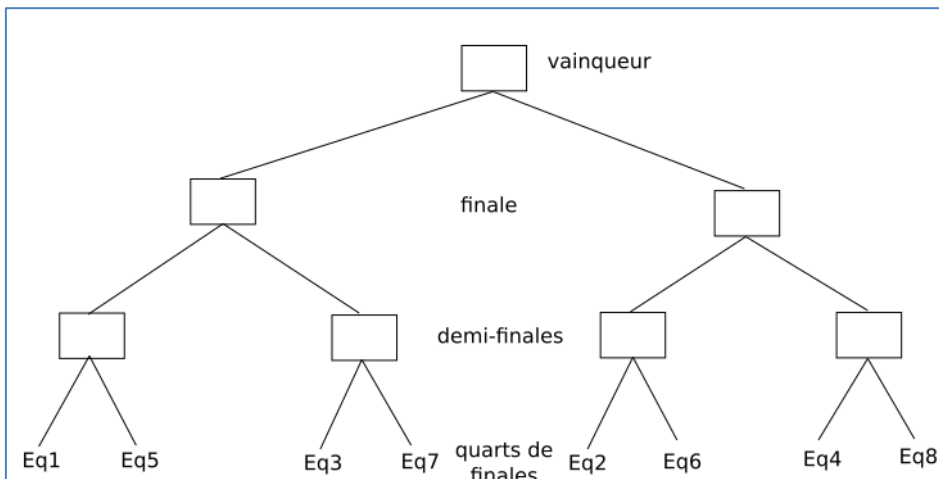 vainqueur
finale
demi-finales
Eq1 Eq5 Eq3 Eq7 quarts de finales Eq2 Eq6 Eq4 Eq8